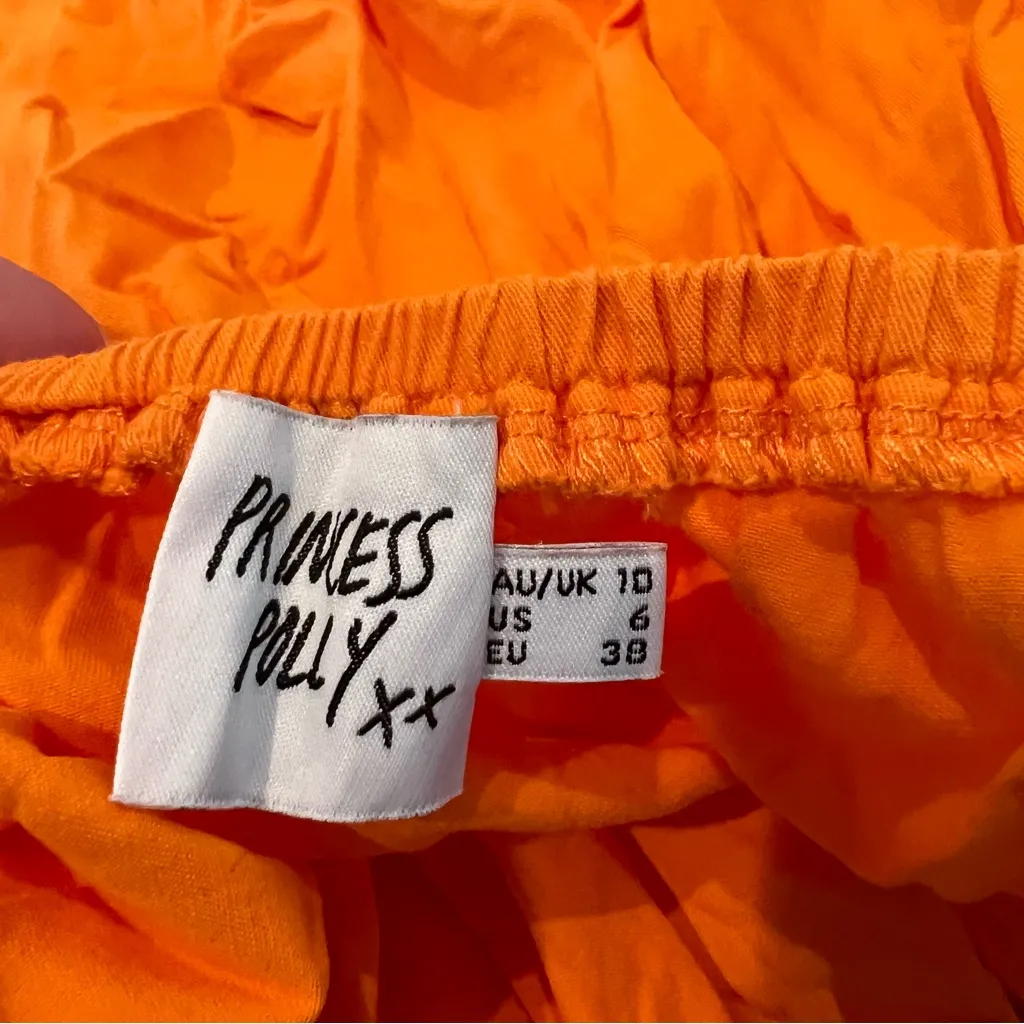 PRINCESS
POLLY
xx
AU/UK 10
US 6
EU 38